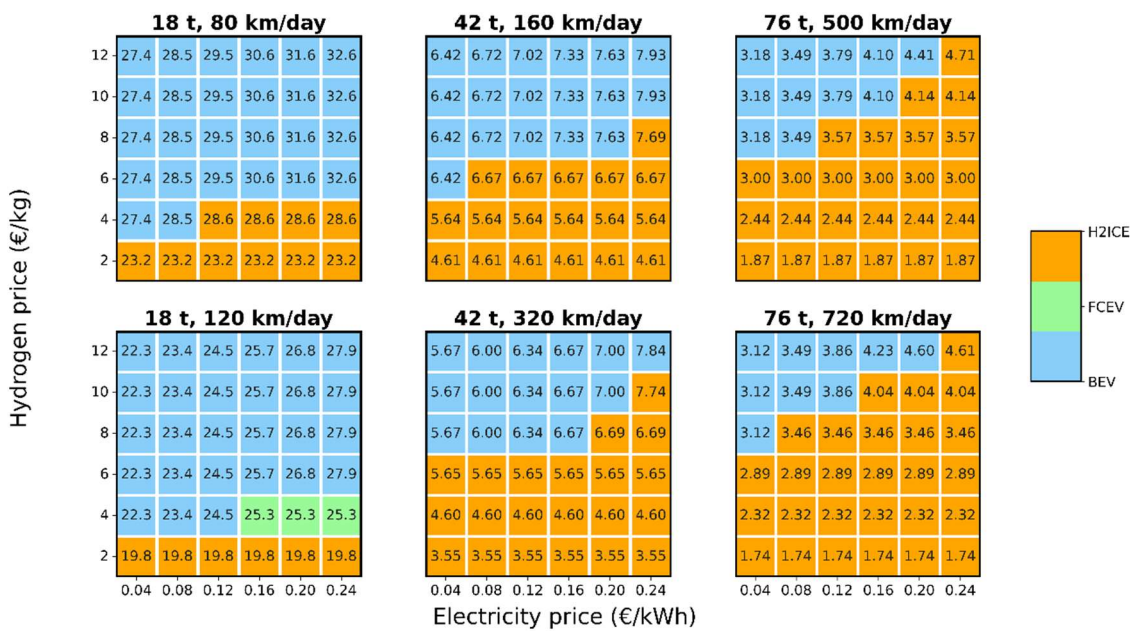 18 t, 80 km/day 42 t, 160 km/day 76 t, 500 km/day
12 27.4 28.5 29.5 30.6 31.6 32.6 6.42 6.72 7.02 7.33 7.63 7.93 3.18 3.49 3.79 4.10 4.41 4.71
10 27.4 28.5 29.5 30.6 31.6 32.6 6.42 6.72 7.02 7.33 7.63 7.93 3.18 3.49 3.79 4.10 4.14 4.14
8 27.4 28.5 29.5 30.6 31.6 32.6 6.42 6.72 7.02 7.33 7.63 7.69 3.18 3.49 3.57 3.57 3.57 3.57
6 27.4 28.5 29.5 30.6 31.6 32.6 6.42 6.67 6.67 6.67 6.67 6.67 3.00 3.00 3.00 3.00 3.00 3.00
4 27.4 28.5 28.6 28.6 28.6 28.6 5.64 5.64 5.64 5.64 5.64 5.64 2.44 2.44 2.44 2.44 2.44 2.44
2 23.2 23.2 23.2 23.2 23.2 23.2 4.61 4.61 4.61 4.61 4.61 4.61 1.87 1.87 1.87 1.87 1.87 1.87
Hydrogen price (€/kg)
18 t, 120 km/day 42 t, 320 km/day 76 t, 720 km/day
12 22.3 23.4 24.5 25.7 26.8 27.9 5.67 6.00 6.34 6.67 7.00 7.84 3.12 3.49 3.86 4.23 4.60 4.61
10 22.3 23.4 24.5 25.7 26.8 27.9 5.67 6.00 6.34 6.67 7.00 7.74 3.12 3.49 3.86 4.04 4.04 4.04
8 22.3 23.4 24.5 25.7 26.8 27.9 5.67 6.00 6.34 6.67 6.69 6.69 3.12 3.46 3.46 3.46 3.46 3.46
6 22.3 23.4 24.5 25.7 26.8 27.9 5.65 5.65 5.65 5.65 5.65 5.65 2.89 2.89 2.89 2.89 2.89 2.89
4 22.3 23.4 24.5 25.3 25.3 25.3 4.60 4.60 4.60 4.60 4.60 4.60 2.32 2.32 2.32 2.32 2.32 2.32
2 19.8 19.8 19.8 19.8 19.8 19.8 3.55 3.55 3.55 3.55 3.55 3.55 1.74 1.74 1.74 1.74 1.74 1.74
0.04 0.08 0.12 0.16 0.20 0.24 0.04 0.08 0.12 0.16 0.20 0.24 0.04 0.08 0.12 0.16 0.20 0.24
Electricity price (€/kWh)
H2ICE
FCEV
BEV